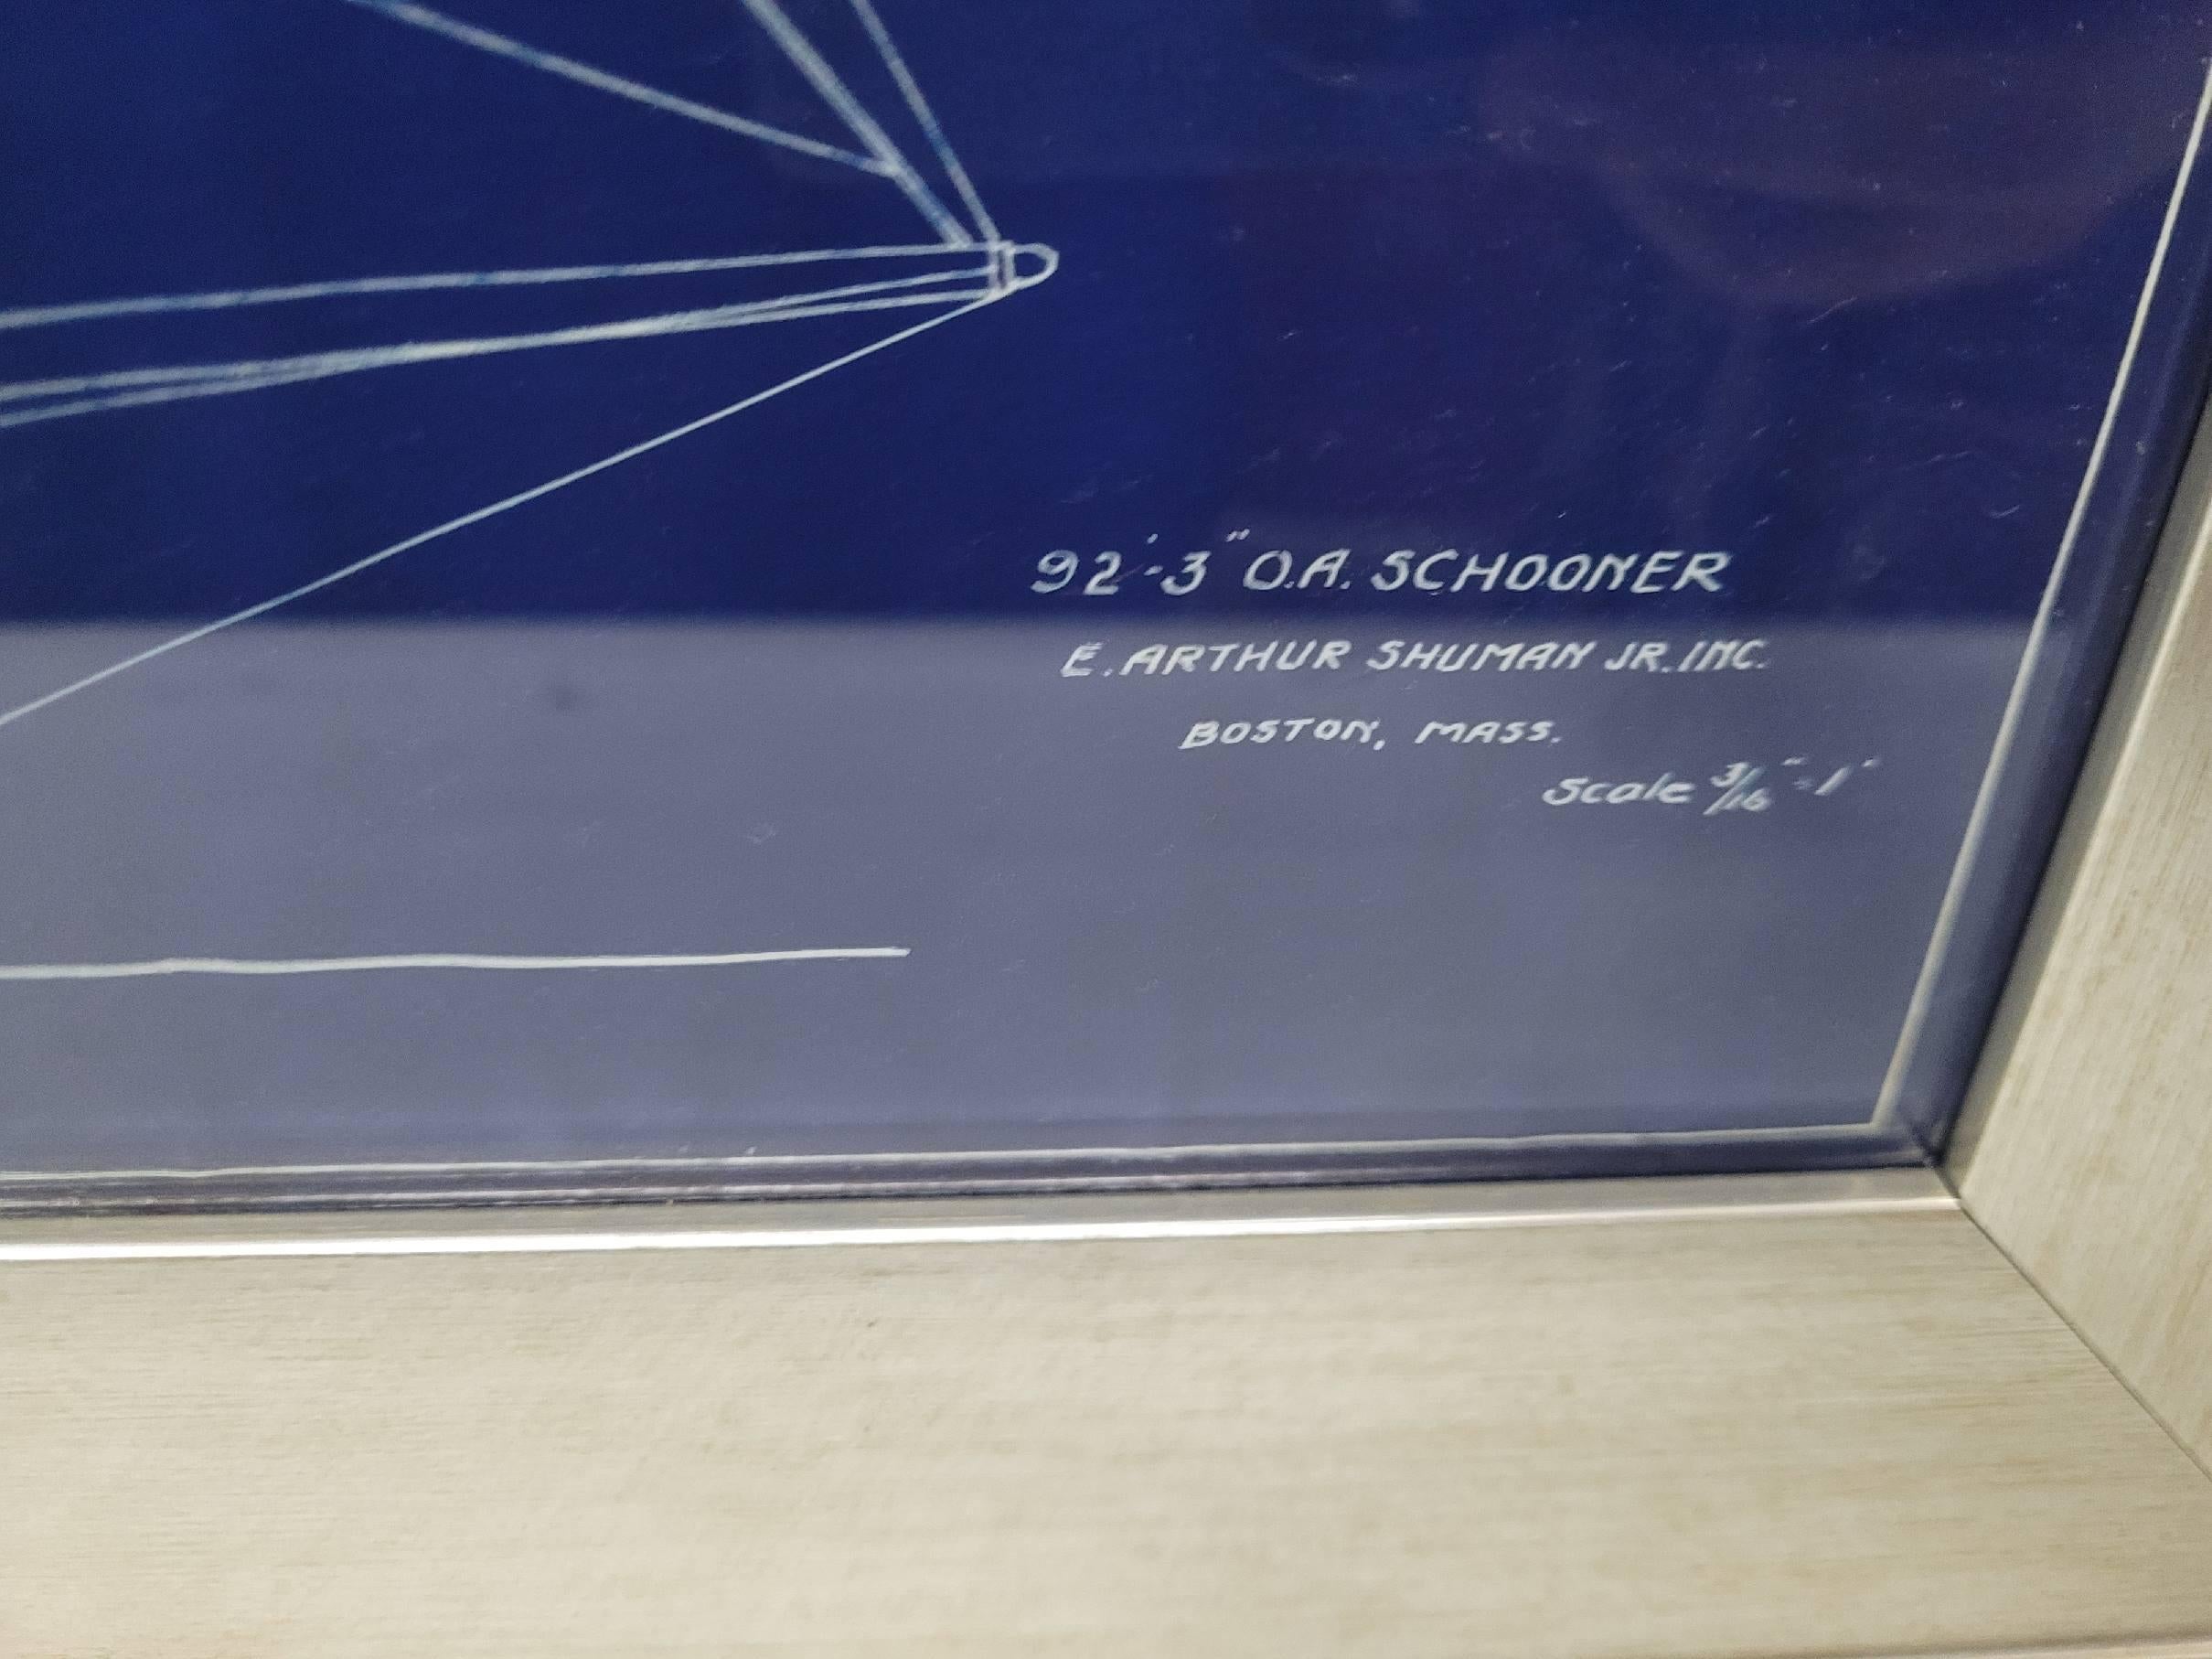 92'-3" O.A. SCHOONER
E. ARTHUR SHUMAN JR. INC.
BOSTON, MASS.
Scale 3/16" = 1"